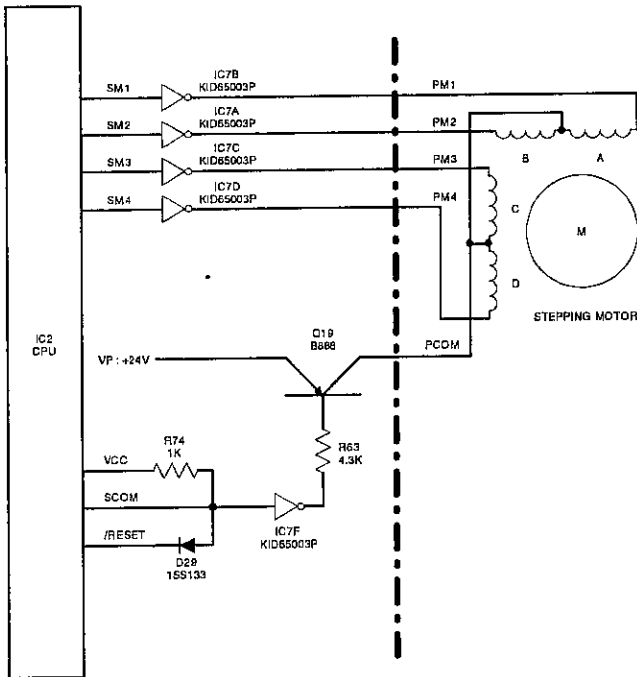 IC7B
KID65003P
SM1
PM1
IC7A
KID65003P
SM2
PM2
B
A
IC7C
KID65003P
SM3
PM3
IC7D
KID65003P
SM4
PM4
C
M
D
STEPPING MOTOR
IC2
CPU
Q19
B888
VP : +24V
PCOM
R74
1K
R63
4.3K
VCC
SCOM
IC7F
KID65003P
/RESET
D29
1SS133